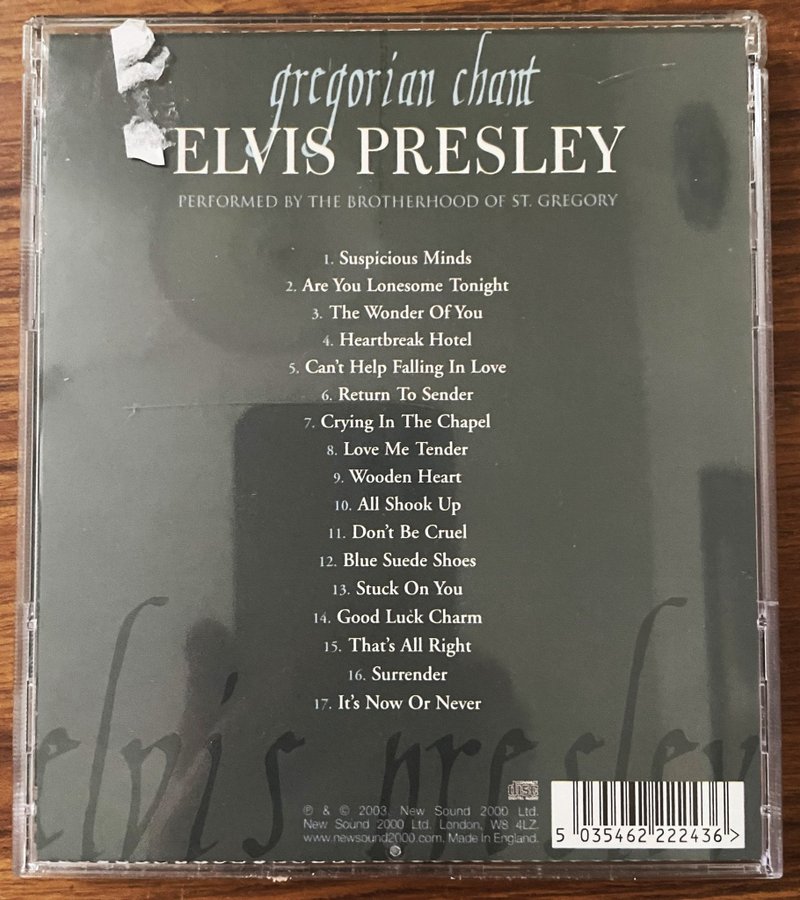 gregorian chant
ELVIS PRESLEY
PERFORMED BY THE BROTHERHOOD OF ST. GREGORY
1. Suspicious Minds
2. Are You Lonesome Tonight
3. The Wonder Of You
4. Heartbreak Hotel
5. Can't Help Falling In Love
6. Return To Sender
7. Crying In The Chapel
8. Love Me Tender
9. Wooden Heart
10. All Shook Up
11. Don't Be Cruel
12. Blue Suede Shoes
13. Stuck On You
14. Good Luck Charm
15. That's All Right
16. Surrender
17. It's Now Or Never
elvis presley
disc
℗ & © 2003. New Sound 2000 Ltd.
New Sound 2000 Ltd. London, W8 4LZ.
www.newsound2000.com. Made in England.
5 035462 222436 >